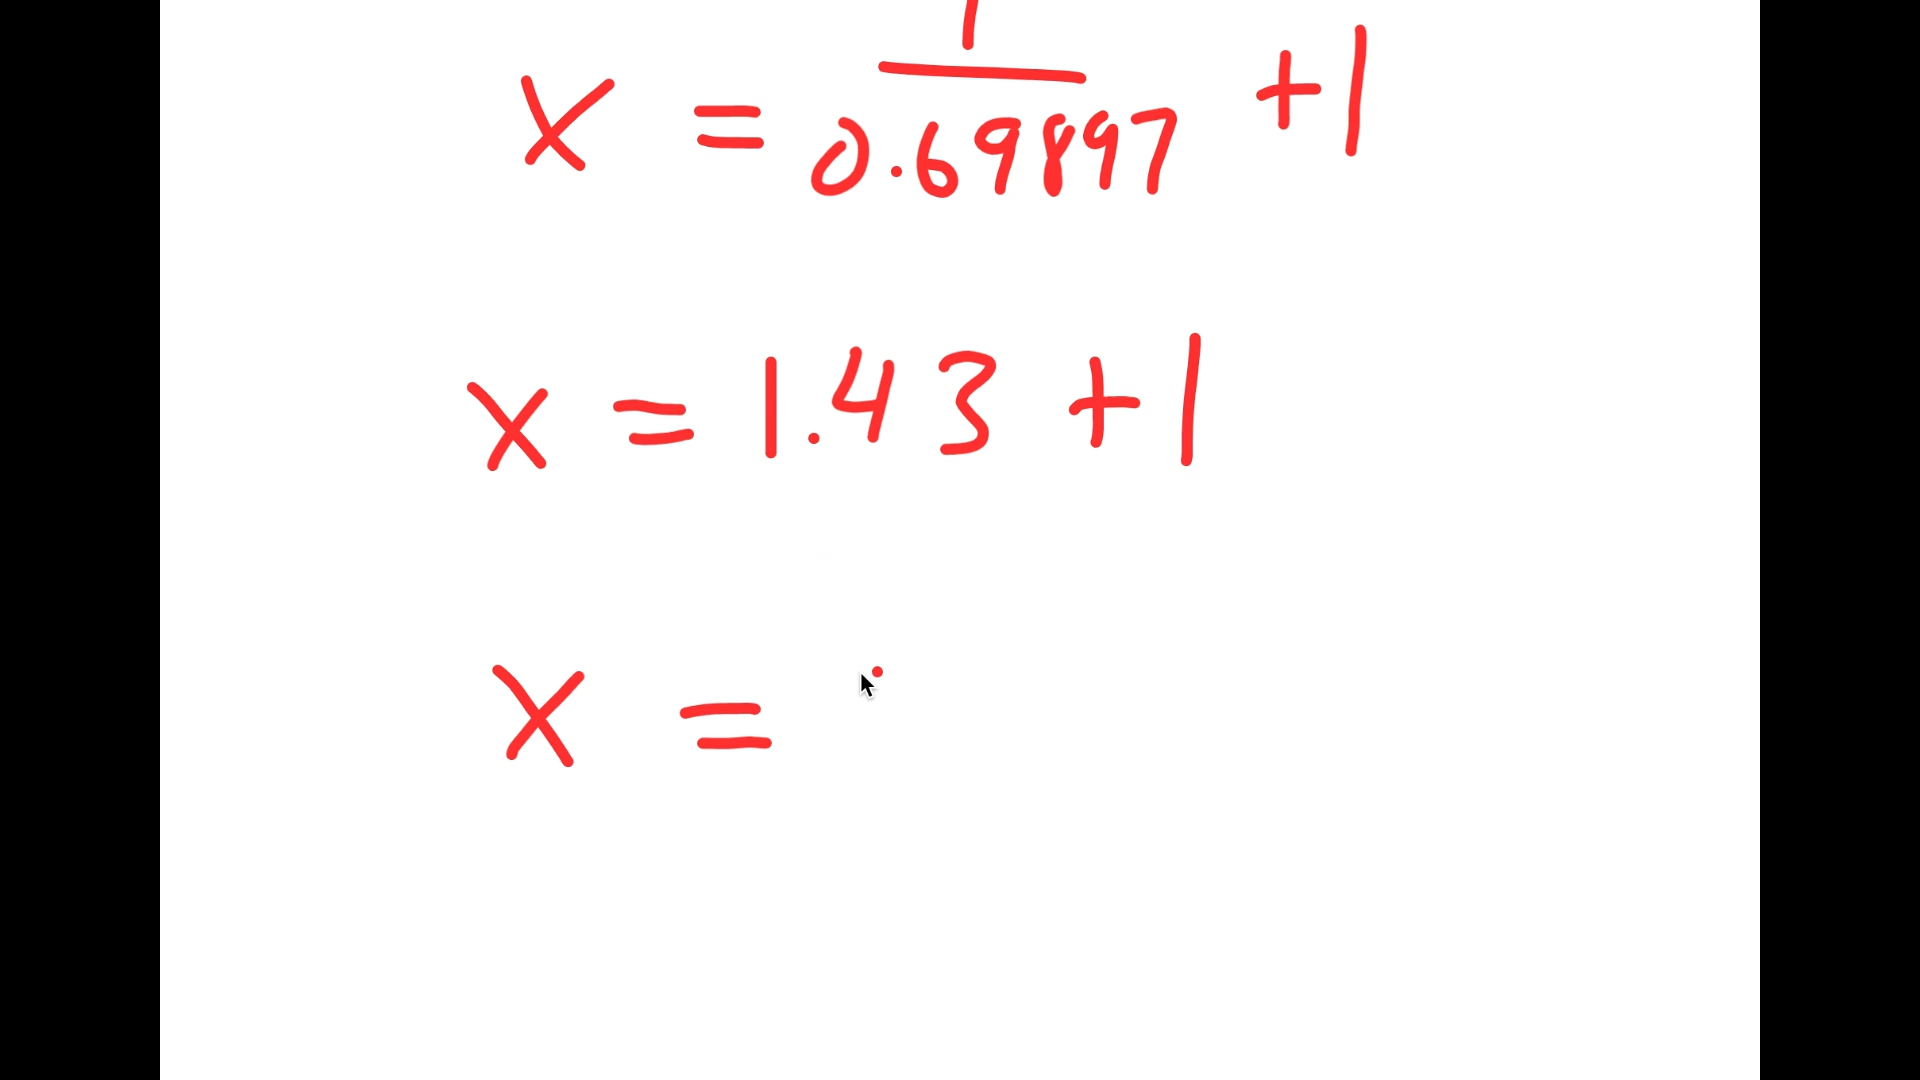 x = 1/0.69897 + 1
x = 1.43 + 1
x =